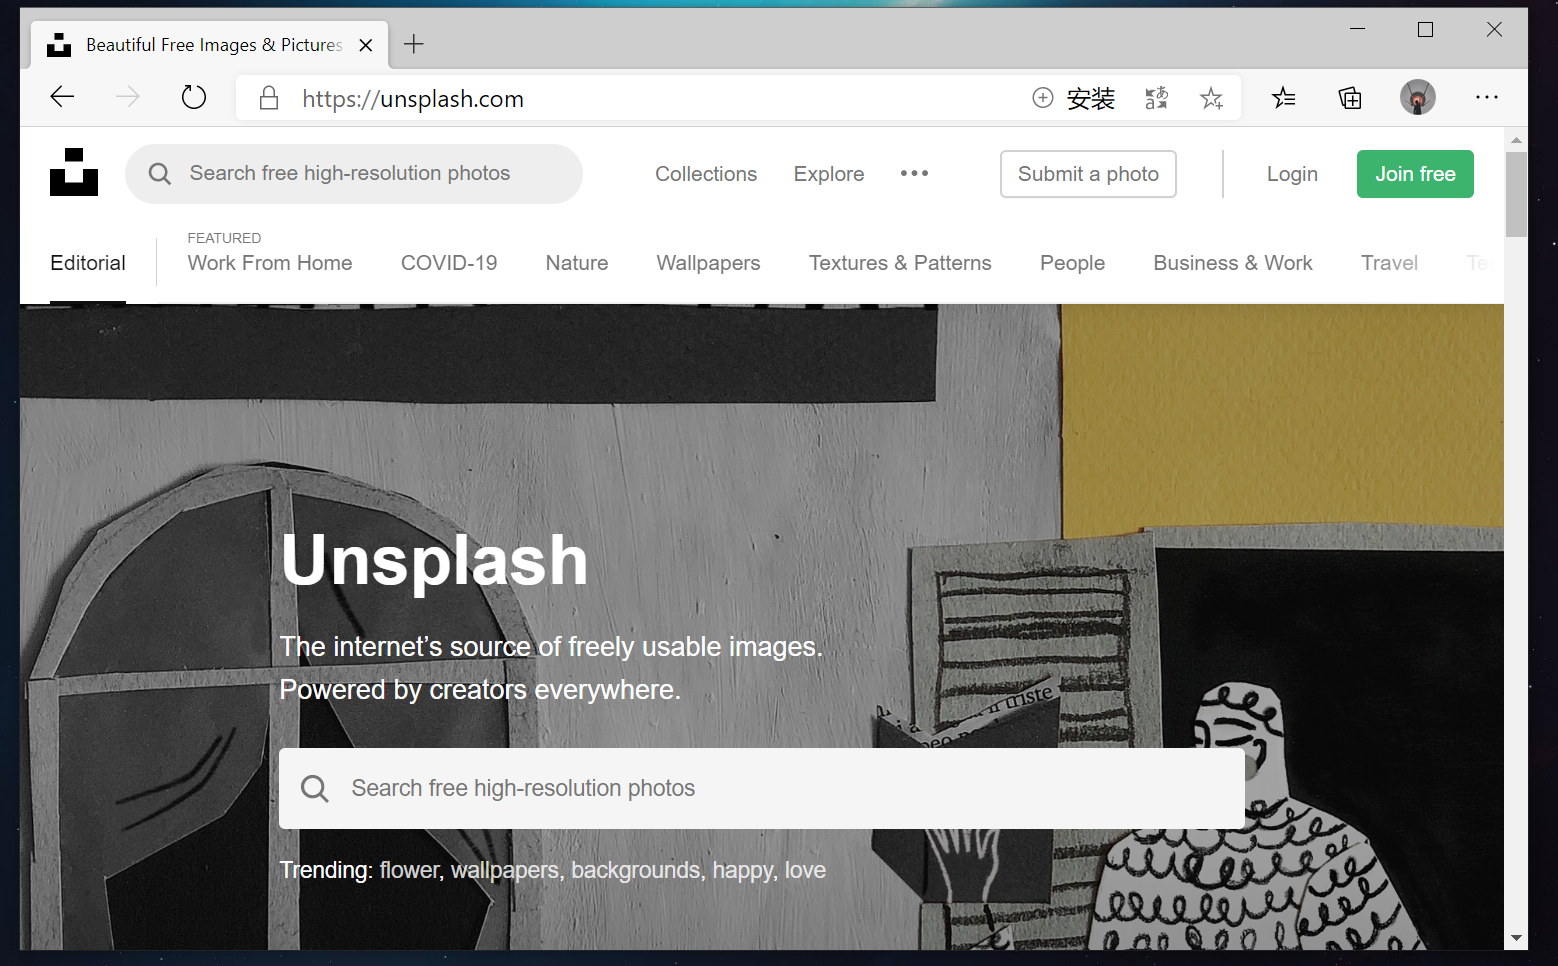 Beautiful Free Images & Pictures
https://unsplash.com
安装
Search free high-resolution photos
Collections
Explore
Submit a photo
Login
Join free
Editorial
FEATURED
Work From Home
COVID-19
Nature
Wallpapers
Textures & Patterns
People
Business & Work
Travel
Unsplash
The internet’s source of freely usable images.
Powered by creators everywhere.
triste
Search free high-resolution photos
Trending: flower, wallpapers, backgrounds, happy, love